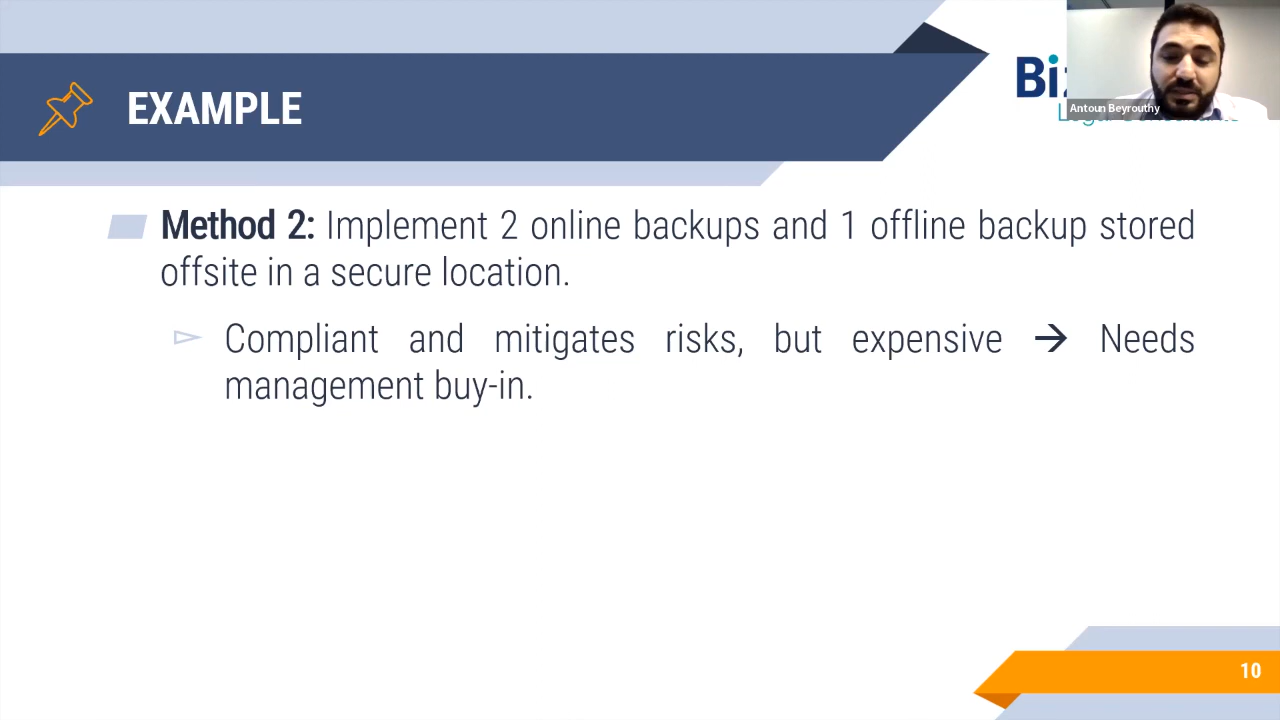 EXAMPLE
Antoun Beyrouthy
Method 2: Implement 2 online backups and 1 offline backup stored
offsite in a secure location.
Compliant and mitigates risks, but expensive → Needs
management buy-in.
10